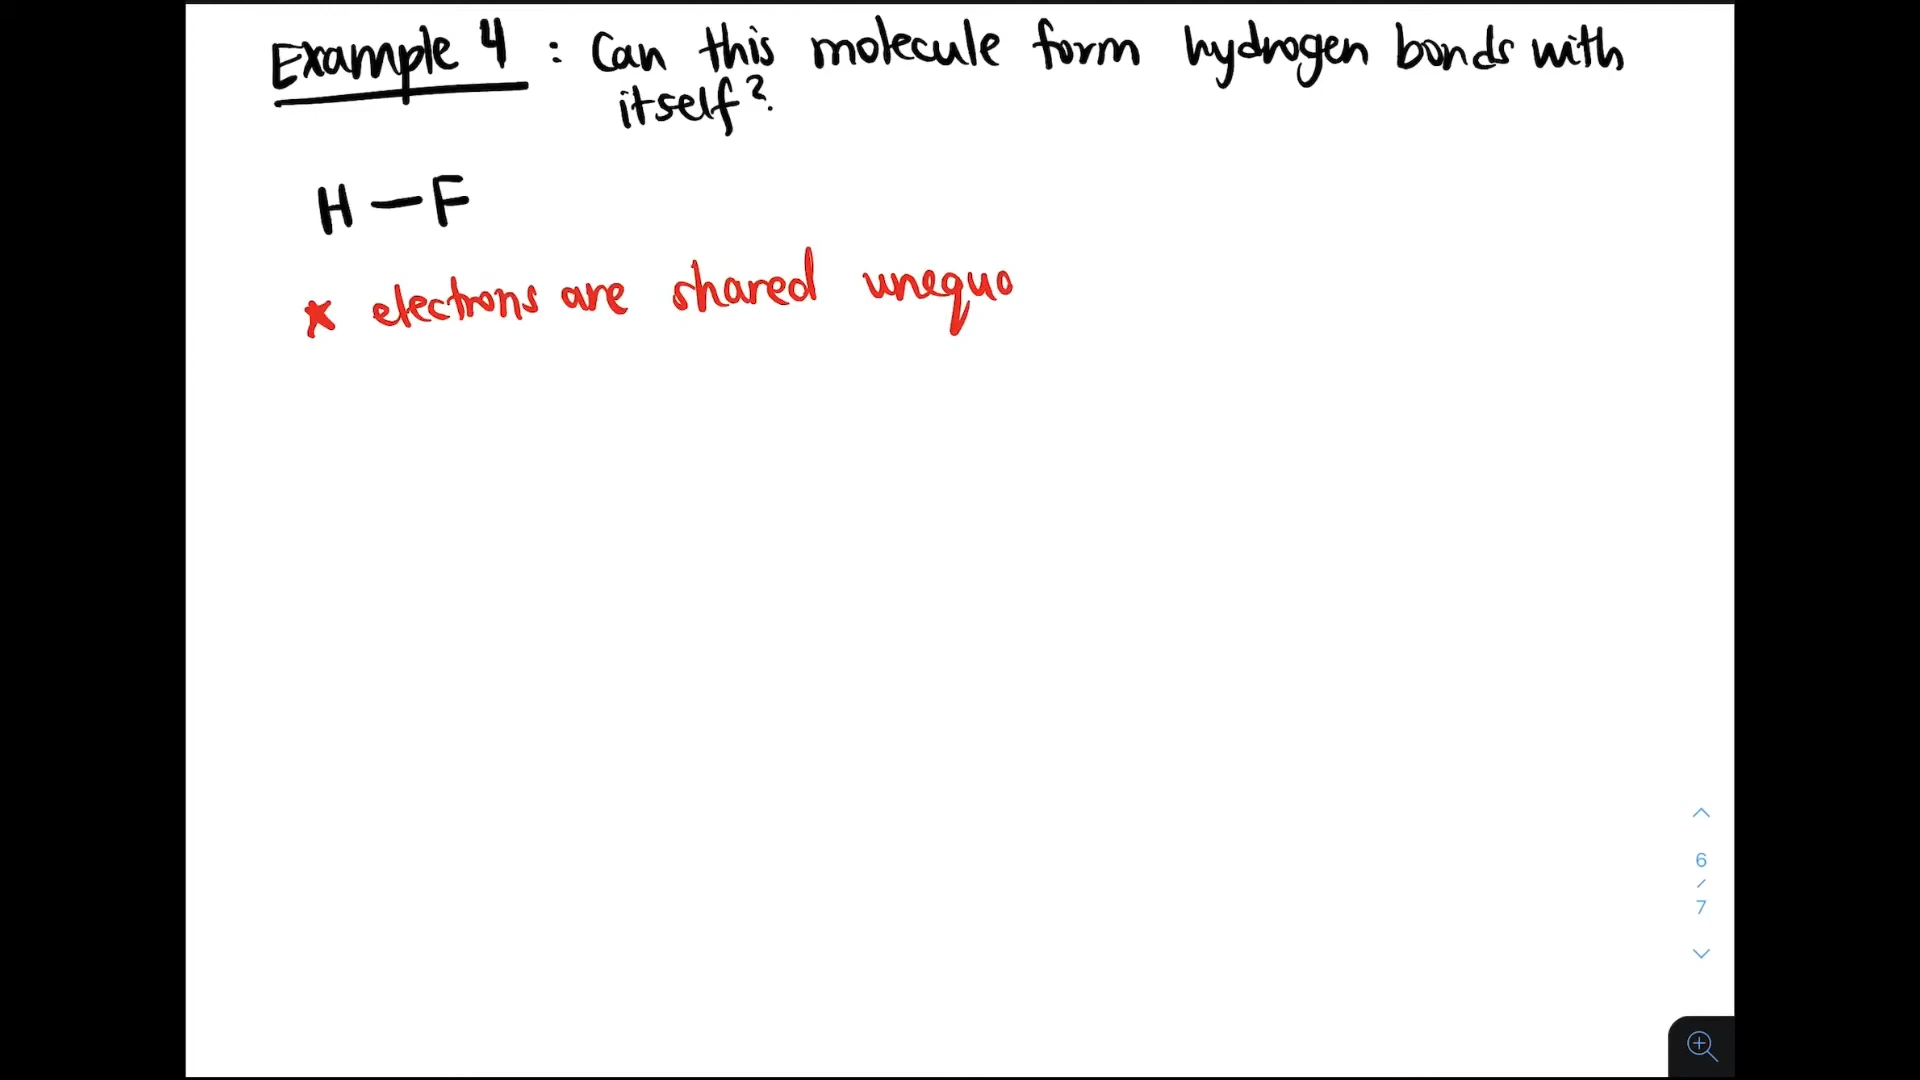 Example 4 : Can this molecule form hydrogen bonds with
itself?
H – F
* electrons are shared unequa
6
/
7